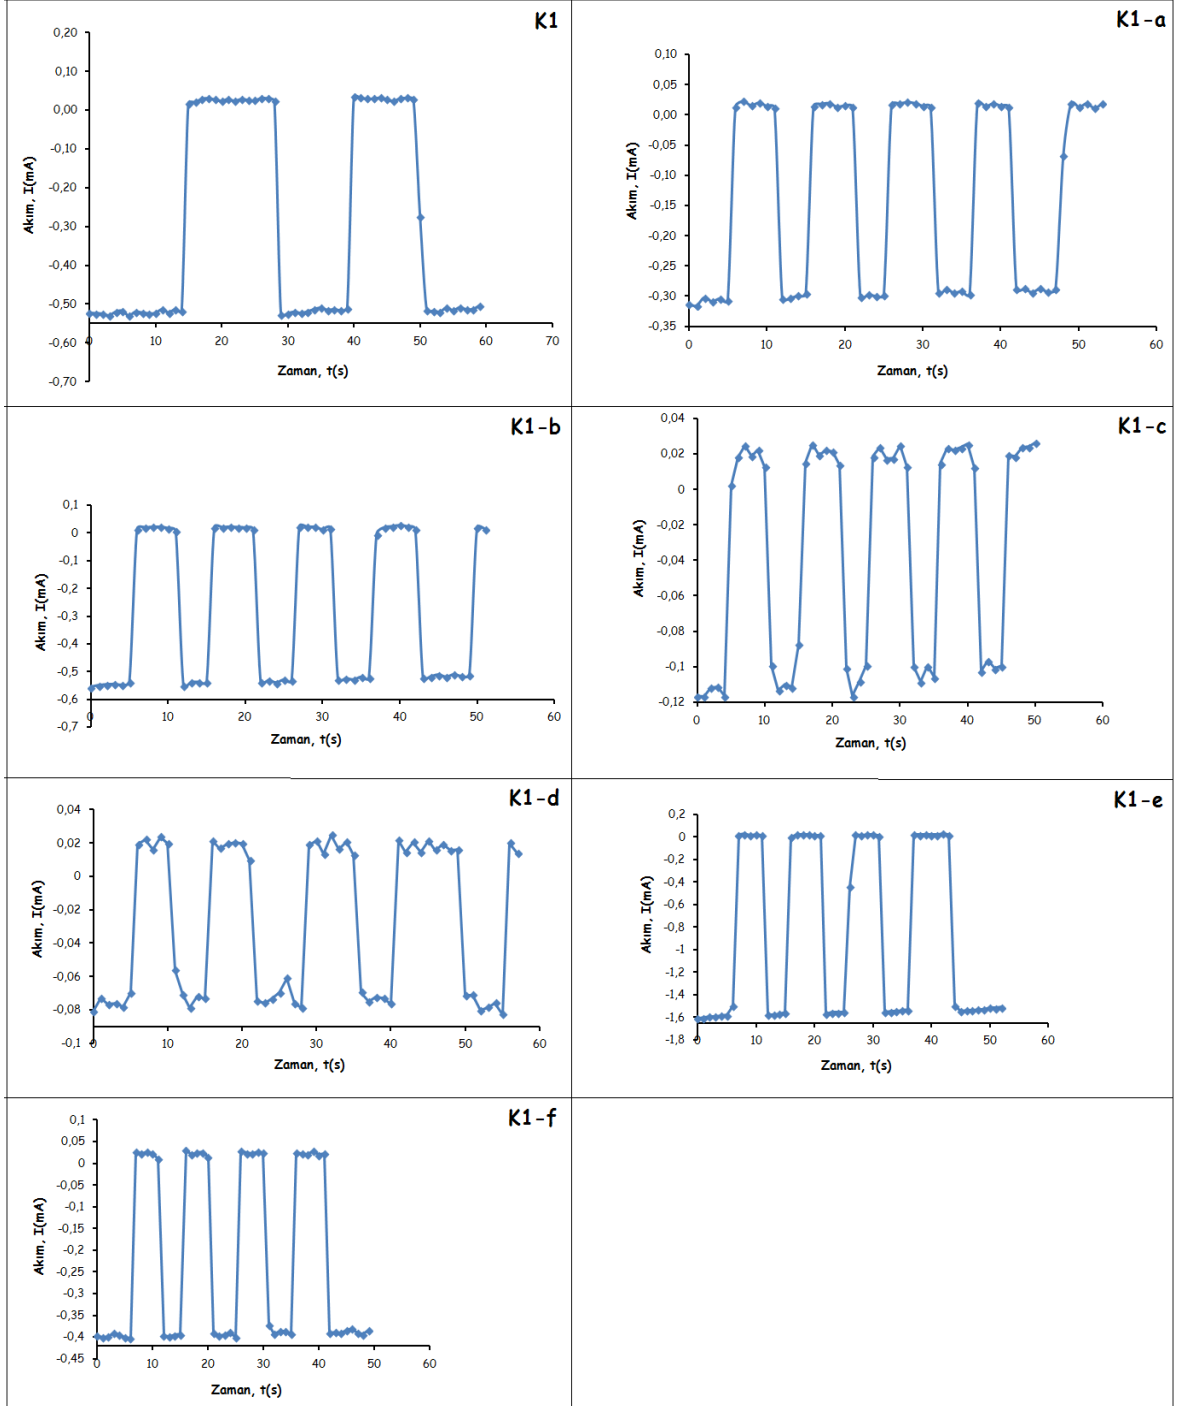 K1
0,20
0,10
0,00
-0,10
-0,20
-0,30
-0,40
-0,50
-0,60
-0,70
Akım, I(mA)
0 10 20 30 40 50 60 70
Zaman, t(s)
K1-a
0,10
0,05
0,00
-0,05
-0,10
-0,15
-0,20
-0,25
-0,30
-0,35
Akım, I(mA)
0 10 20 30 40 50 60
Zaman, t(s)
K1-b
0,1
0
-0,1
-0,2
-0,3
-0,4
-0,5
-0,6
-0,7
Akım, I(mA)
0 10 20 30 40 50 60
Zaman, t(s)
K1-c
0,04
0,02
0
-0,02
-0,04
-0,06
-0,08
-0,1
-0,12
Akım, I(mA)
0 10 20 30 40 50 60
Zaman, t(s)
K1-d
0,04
0,02
0
-0,02
-0,04
-0,06
-0,08
-0,1
Akım, I(mA)
0 10 20 30 40 50 60
Zaman, t(s)
K1-e
0,2
0
-0,2
-0,4
-0,6
-0,8
-1
-1,2
-1,4
-1,6
-1,8
Akım, I(mA)
0 10 20 30 40 50 60
Zaman, t(s)
K1-f
0,1
0,05
0
-0,05
-0,1
-0,15
-0,2
-0,25
-0,3
-0,35
-0,4
-0,45
Akım, I(mA)
0 10 20 30 40 50 60
Zaman, t(s)